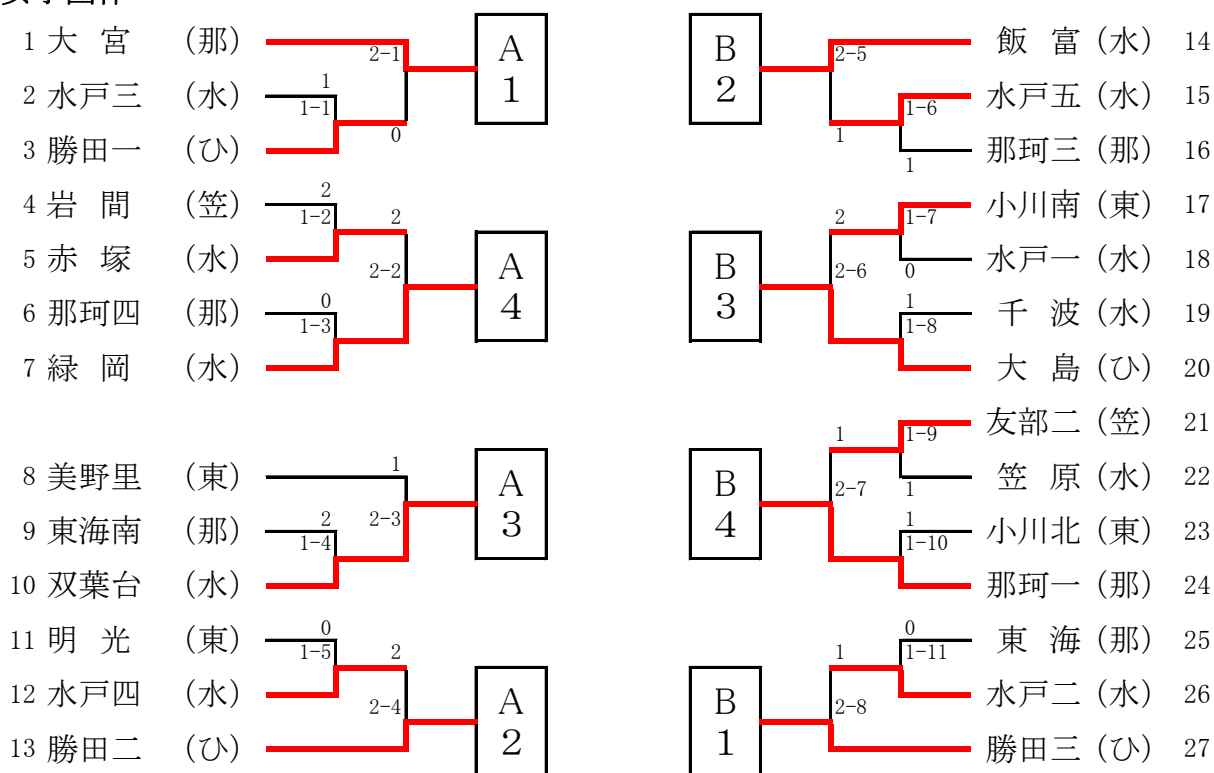 1 大 宮 (那) 2-1 A 1
2 水戸三 (水) 1 1-1
3 勝田一 (ひ) 0
4 岩 間 (笠) 2 1-2 2
5 赤 塚 (水) 2-2 A 4
6 那珂四 (那) 0 1-3
7 緑 岡 (水)
8 美野里 (東) 1 A 3
9 東海南 (那) 2 1-4 2-3
10 双葉台 (水)
11 明 光 (東) 0 1-5 2
12 水戸四 (水) 2-4 A 2
13 勝田二 (ひ)
B 2 2-5 飯 富 (水) 14
1-6 水戸五 (水) 15
1 1 那珂三 (那) 16
2 1-7 小川南 (東) 17
B 3 2-6 0 水戸一 (水) 18
1 1-8 千 波 (水) 19
大 島 (ひ) 20
1 1-9 友部二 (笠) 21
B 4 2-7 1 笠 原 (水) 22
1 1-10 小川北 (東) 23
那珂一 (那) 24
1 0 1-11 東 海 (那) 25
B 1 2-8 水戸二 (水) 26
勝田三 (ひ) 27